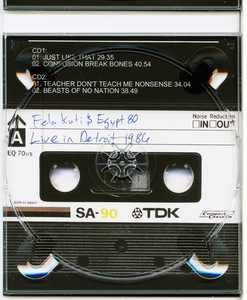 CD1:
01. JUST LIKE THAT 29.35
02. CONFUSION BREAK BONES 40.54
CD2:
01. TEACHER DON'T TEACH ME NONSENSE 34.04
02. BEASTS OF NO NATION 38.49
Fela Kuti & Egypt 80
Noise Reduction
IN OUT
A
Live in Detroit 1986
EQ-70µs
SA-90 TDK
Compact Cassette